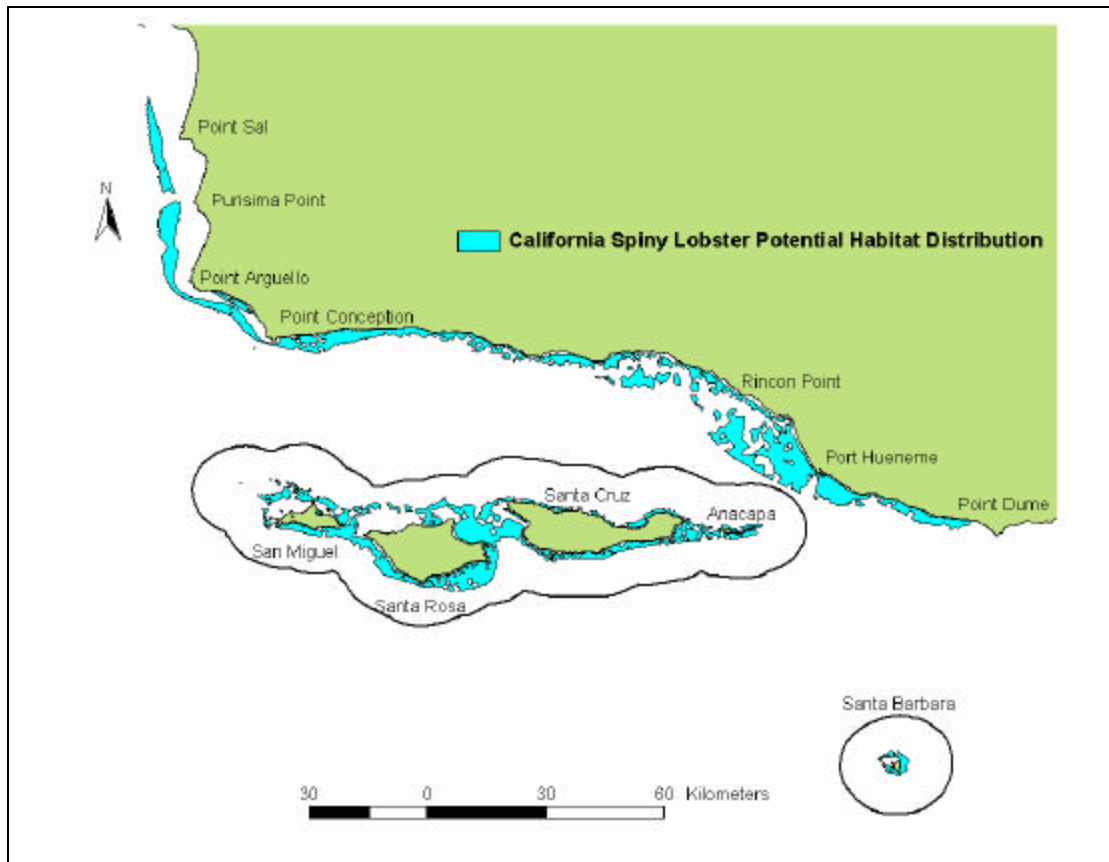 Point Sal
N
Purisima Point
California Spiny Lobster Potential Habitat Distribution
Point Arguello
Point Conception
Rincon Point
Port Hueneme
Santa Cruz
Point Dume
Anacapa
San Miguel
Santa Rosa
Santa Barbara
30 0 30 60 Kilometers